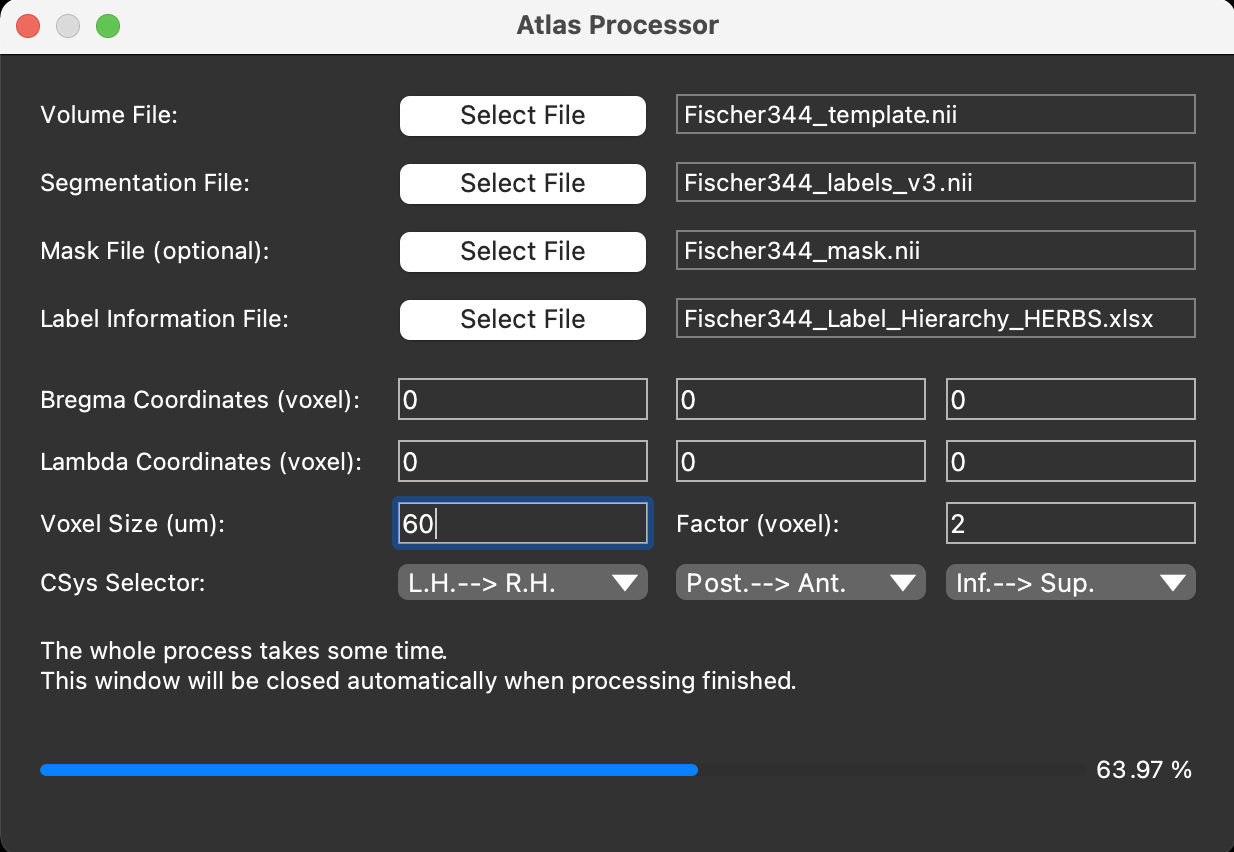 Atlas Processor
Volume File: Select File Fischer344_template.nii
Segmentation File: Select File Fischer344_labels_v3.nii
Mask File (optional): Select File Fischer344_mask.nii
Label Information File: Select File Fischer344_Label_Hierarchy_HERBS.xlsx
Bregma Coordinates (voxel): 0 0 0
Lambda Coordinates (voxel): 0 0 0
Voxel Size (um): 60 Factor (voxel): 2
CSys Selector: L.H.--> R.H. Post.--> Ant. Inf.--> Sup.
The whole process takes some time.
This window will be closed automatically when processing finished.
63.97 %